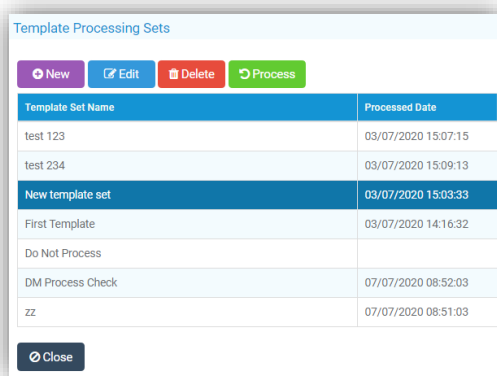 Template Processing Sets
New Edit Delete Process
Template Set Name Processed Date
test 123 03/07/2020 15:07:15
test 234 03/07/2020 15:09:13
New template set 03/07/2020 15:03:33
First Template 03/07/2020 14:16:32
Do Not Process
DM Process Check 07/07/2020 08:52:03
zz 07/07/2020 08:51:03
Close